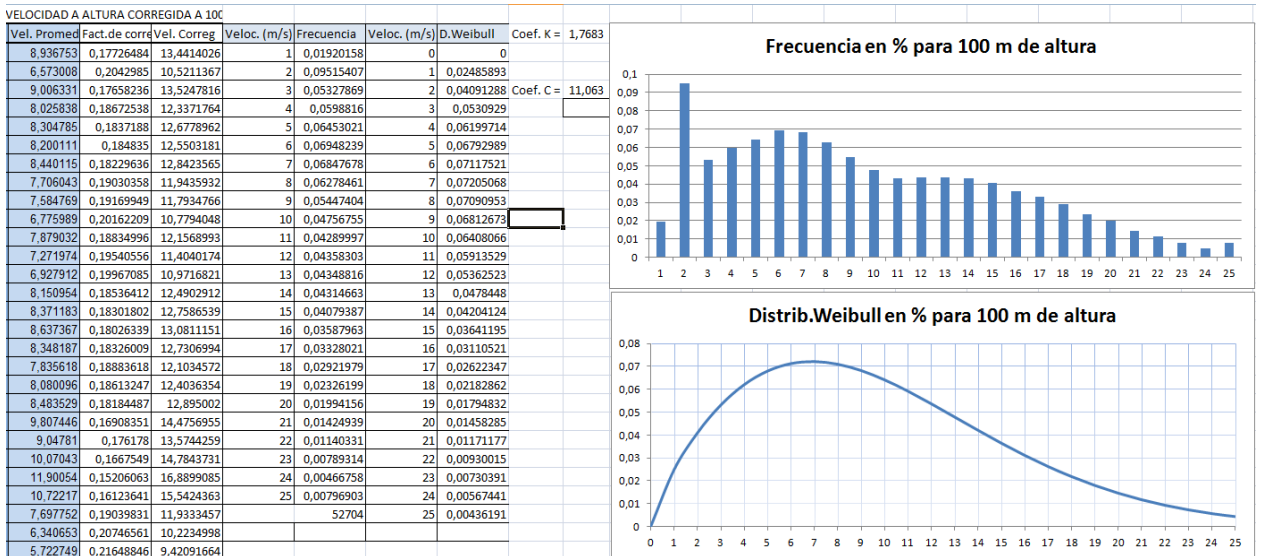 VELOCIDAD A ALTURA CORREGIDA A 100
Vel. Promed Fact.de corre Vel. Correg Veloc. (m/s) Frecuencia Veloc. (m/s) D.Weibull Coef. K = 1,7683
8,936753 0,17726484 13,4414026 1 0,01920158 0 0
6,573008 0,2042985 10,5211367 2 0,09515407 1 0,02485893
9,006331 0,17658236 13,5247816 3 0,05327869 2 0,04091288 Coef. C = 11,063
8,025838 0,18672538 12,3371764 4 0,0598816 3 0,0530929
8,304785 0,1837188 12,6778962 5 0,06453021 4 0,06199714
8,200111 0,184835 12,5503181 6 0,06948239 5 0,06792989
8,440115 0,18229636 12,8423565 7 0,06847678 6 0,07117521
7,706043 0,19030358 11,9435932 8 0,06278461 7 0,07205068
7,584769 0,19169949 11,7934766 9 0,05447404 8 0,07090953
6,775989 0,20162209 10,7794048 10 0,04756755 9 0,06812673
7,879032 0,18834996 12,1568993 11 0,04289997 10 0,06408066
7,271974 0,19540556 11,4040174 12 0,04358303 11 0,05913529
6,927912 0,19967085 10,9716821 13 0,04348816 12 0,05362523
8,150954 0,18536412 12,4902912 14 0,04314663 13 0,0478448
8,371183 0,18301802 12,7586539 15 0,04079387 14 0,04204124
8,637367 0,18026339 13,0811151 16 0,03587963 15 0,03641195
8,348187 0,18326009 12,7306994 17 0,03328021 16 0,03110521
7,835618 0,18883618 12,1034572 18 0,02921979 17 0,02622347
8,080096 0,18613247 12,4036354 19 0,02326199 18 0,02182862
8,483529 0,18184487 12,895002 20 0,01994156 19 0,01794832
9,807446 0,16908351 14,4756955 21 0,01424939 20 0,01458285
9,04781 0,176178 13,5744259 22 0,01140331 21 0,01171177
10,07043 0,1667549 14,7843731 23 0,00789314 22 0,00930015
11,90054 0,15206063 16,8899085 24 0,00466758 23 0,00730391
10,72217 0,16123641 15,5424363 25 0,00796903 24 0,00567441
7,697752 0,19039831 11,9333457 52704 25 0,00436191
6,340653 0,20746561 10,2234998
5,722749 0,21648846 9,42091664
Frecuencia en % para 100 m de altura
0,1
0,09
0,08
0,07
0,06
0,05
0,04
0,03
0,02
0,01
0
1 2 3 4 5 6 7 8 9 10 11 12 13 14 15 16 17 18 19 20 21 22 23 24 25
Distrib.Weibull en % para 100 m de altura
0,08
0,07
0,06
0,05
0,04
0,03
0,02
0,01
0
0 1 2 3 4 5 6 7 8 9 10 11 12 13 14 15 16 17 18 19 20 21 22 23 24 25